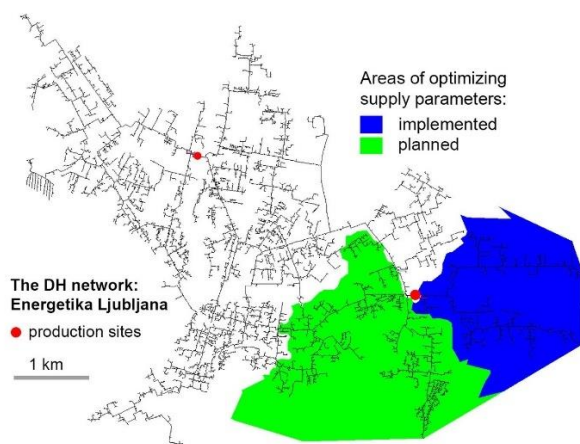 Areas of optimizing
supply parameters:
implemented
planned
The DH network:
Energetika Ljubljana
production sites
1 km